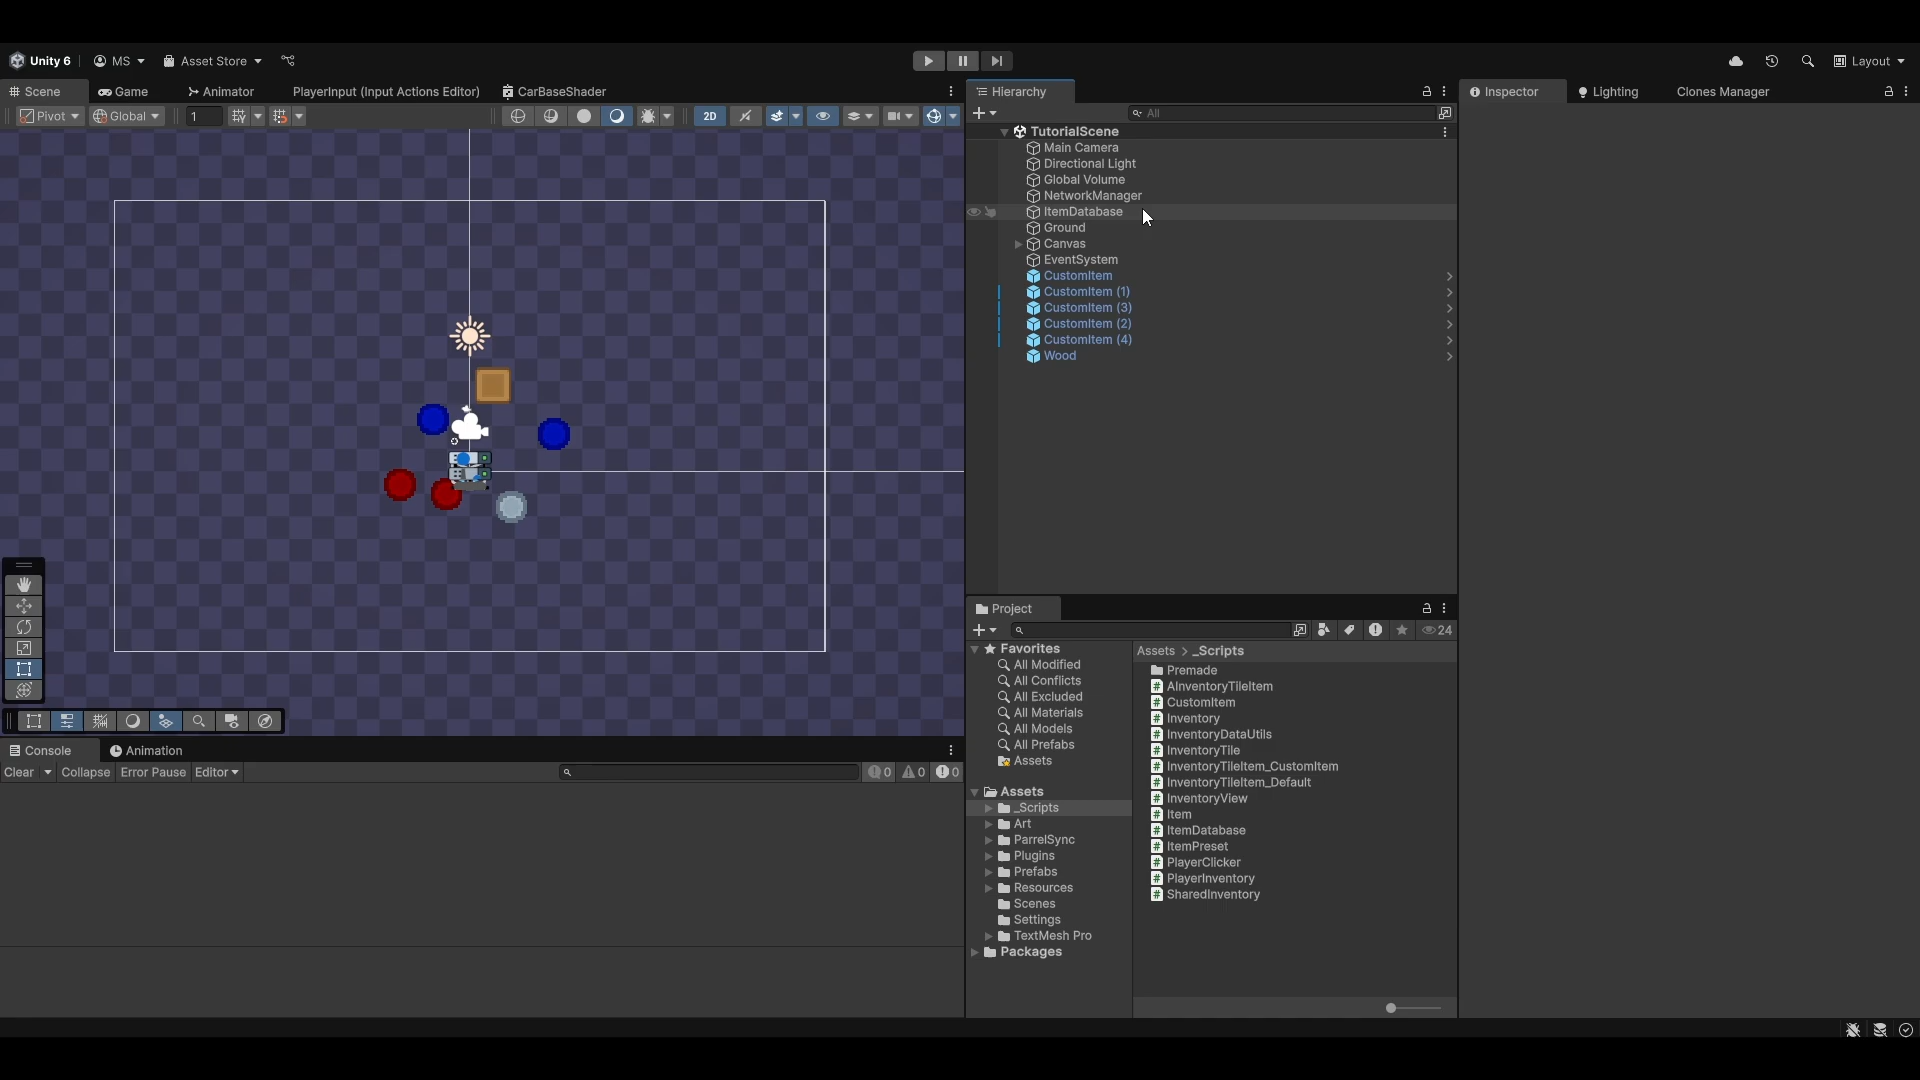 Unity 6 MS Asset Store Layout
Scene Game Animator PlayerInput (Input Actions Editor) CarBaseShader
Pivot Global 1 2D
Hierarchy
All
TutorialScene
Main Camera
Directional Light
Global Volume
NetworkManager
ItemDatabase
Ground
Canvas
EventSystem
CustomItem
CustomItem (1)
CustomItem (3)
CustomItem (2)
CustomItem (4)
Wood
Inspector Lighting Clones Manager
Console Animation
Clear Collapse Error Pause Editor 0 0 0
Project
24
Favorites
All Modified
All Conflicts
All Excluded
All Materials
All Models
All Prefabs
Assets
Assets
_Scripts
Art
ParrelSync
Plugins
Prefabs
Resources
Scenes
Settings
TextMesh Pro
Packages
Assets > _Scripts
Premade
AInventoryTileItem
CustomItem
Inventory
InventoryDataUtils
InventoryTile
InventoryTileItem_CustomItem
InventoryTileItem_Default
InventoryView
Item
ItemDatabase
ItemPreset
PlayerClicker
PlayerInventory
SharedInventory